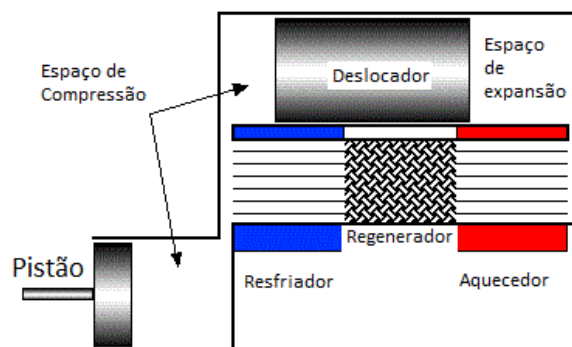 Espaço de
Compressão
Deslocador
Espaço
de
expansão
Pistão
Resfriador
Regenerador
Aquecedor